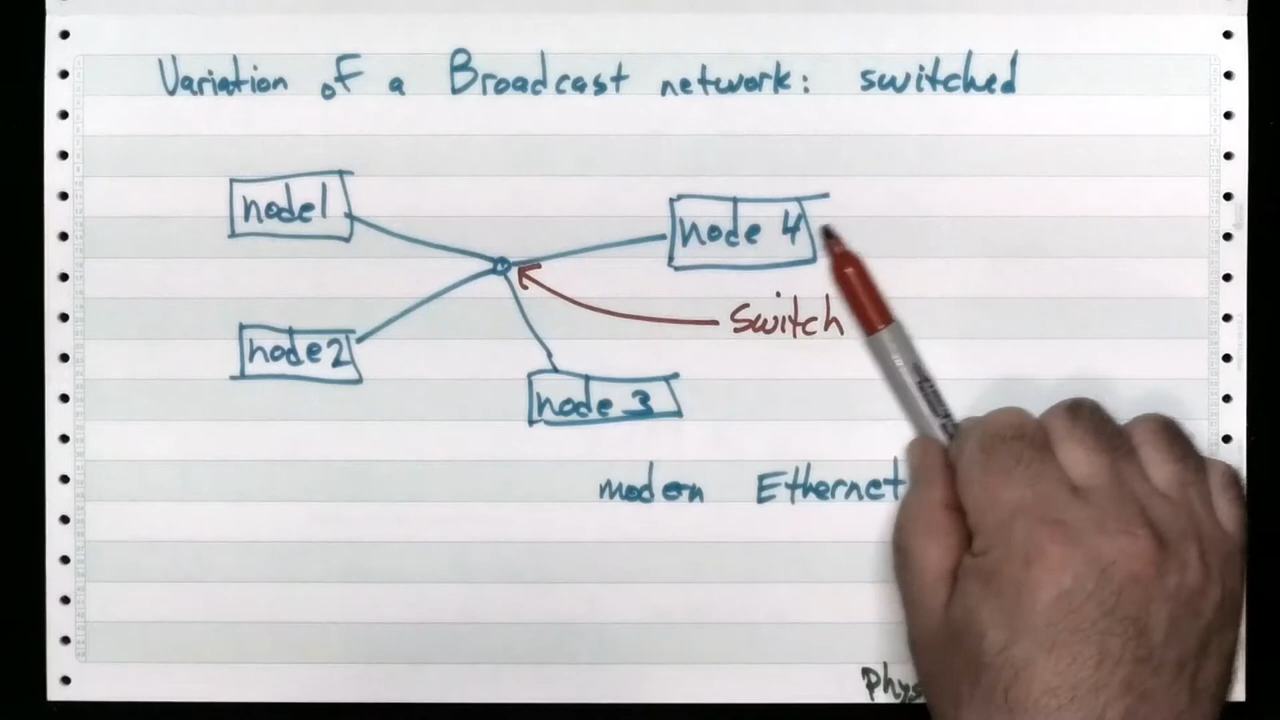 Variation of a Broadcast network: switched
node1
node 4
switch
node2
node 3
modern Ethernet